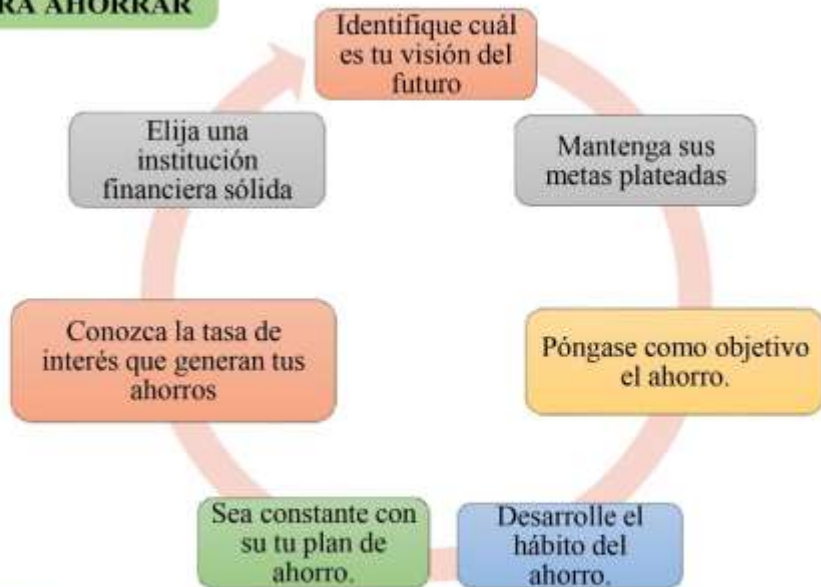 RA AHORRAR
Identifique cuál
es tu visión del
futuro
Mantenga sus
metas plateadas
Póngase como objetivo
el ahorro.
Desarrolle el
hábito del
ahorro.
Sea constante con
su tu plan de
ahorro.
Conozca la tasa de
interés que generan tus
ahorros
Elija una
institución
financiera sólida